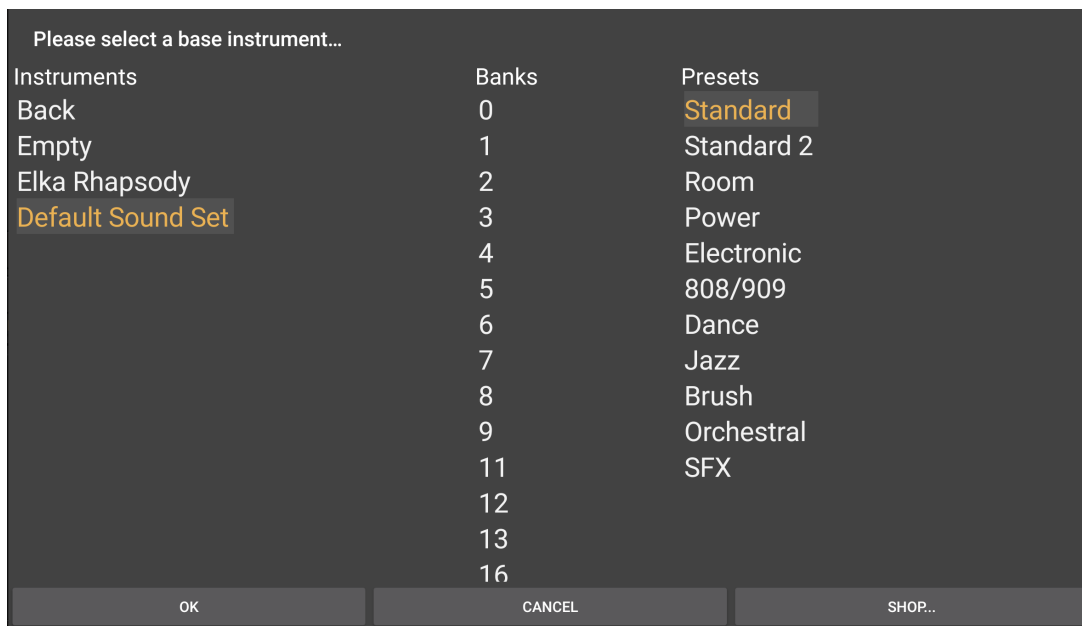 Please select a base instrument...
Instruments
Back
Empty
Elka Rhapsody
Default Sound Set
Banks
0
1
2
3
4
5
6
7
8
9
11
12
13
16
Presets
Standard
Standard 2
Room
Power
Electronic
808/909
Dance
Jazz
Brush
Orchestral
SFX
OK
CANCEL
SHOP...